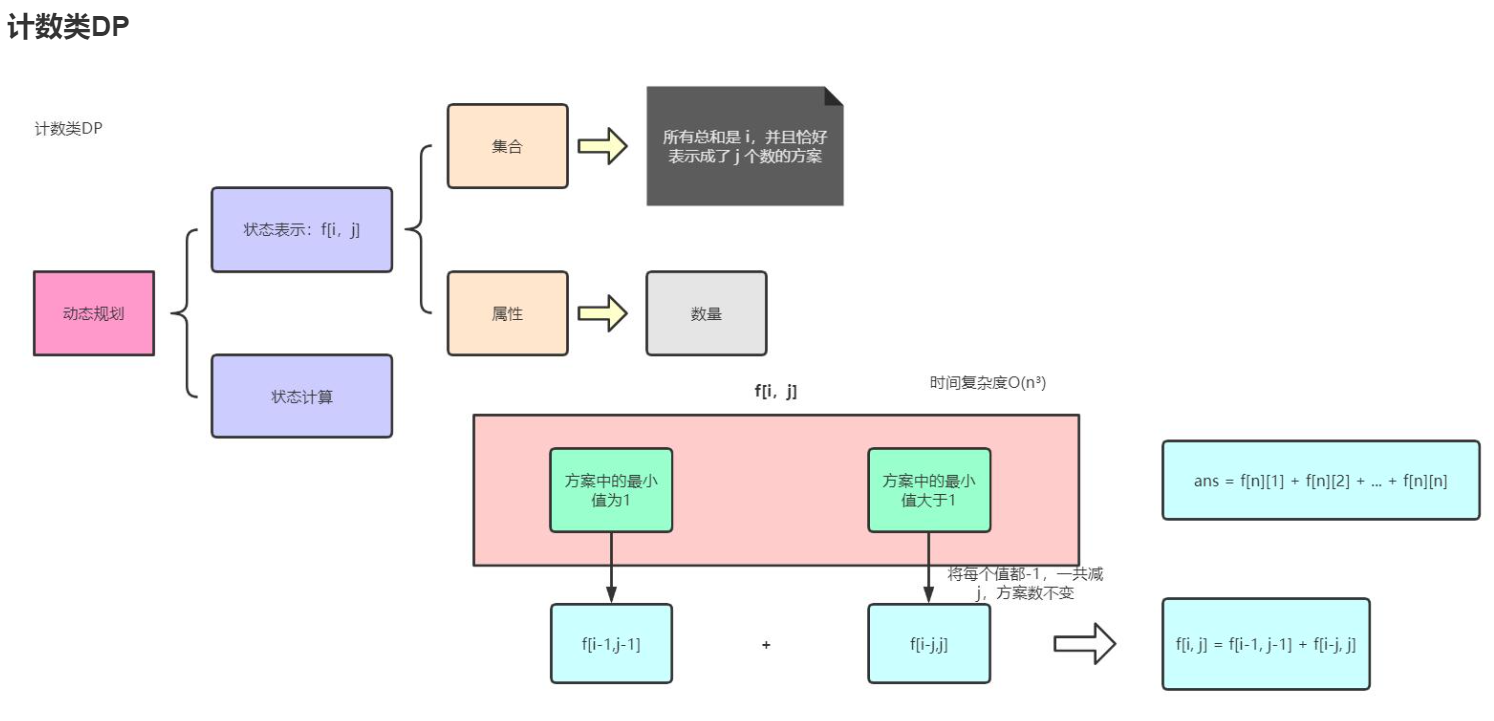 计数类DP
计数类DP
集合
所有总和是 i，并且恰好
表示成了 j 个数的方案
状态表示：f[i，j]
动态规划
属性
数量
状态计算
f[i，j]
时间复杂度O(n³)
方案中的最小
值为1
方案中的最小
值大于1
ans = f[n][1] + f[n][2] + ... + f[n][n]
将每个值都-1，一共减
j，方案数不变
f[i-1,j-1]
+
f[i-j,j]
f[i, j] = f[i-1, j-1] + f[i-j, j]